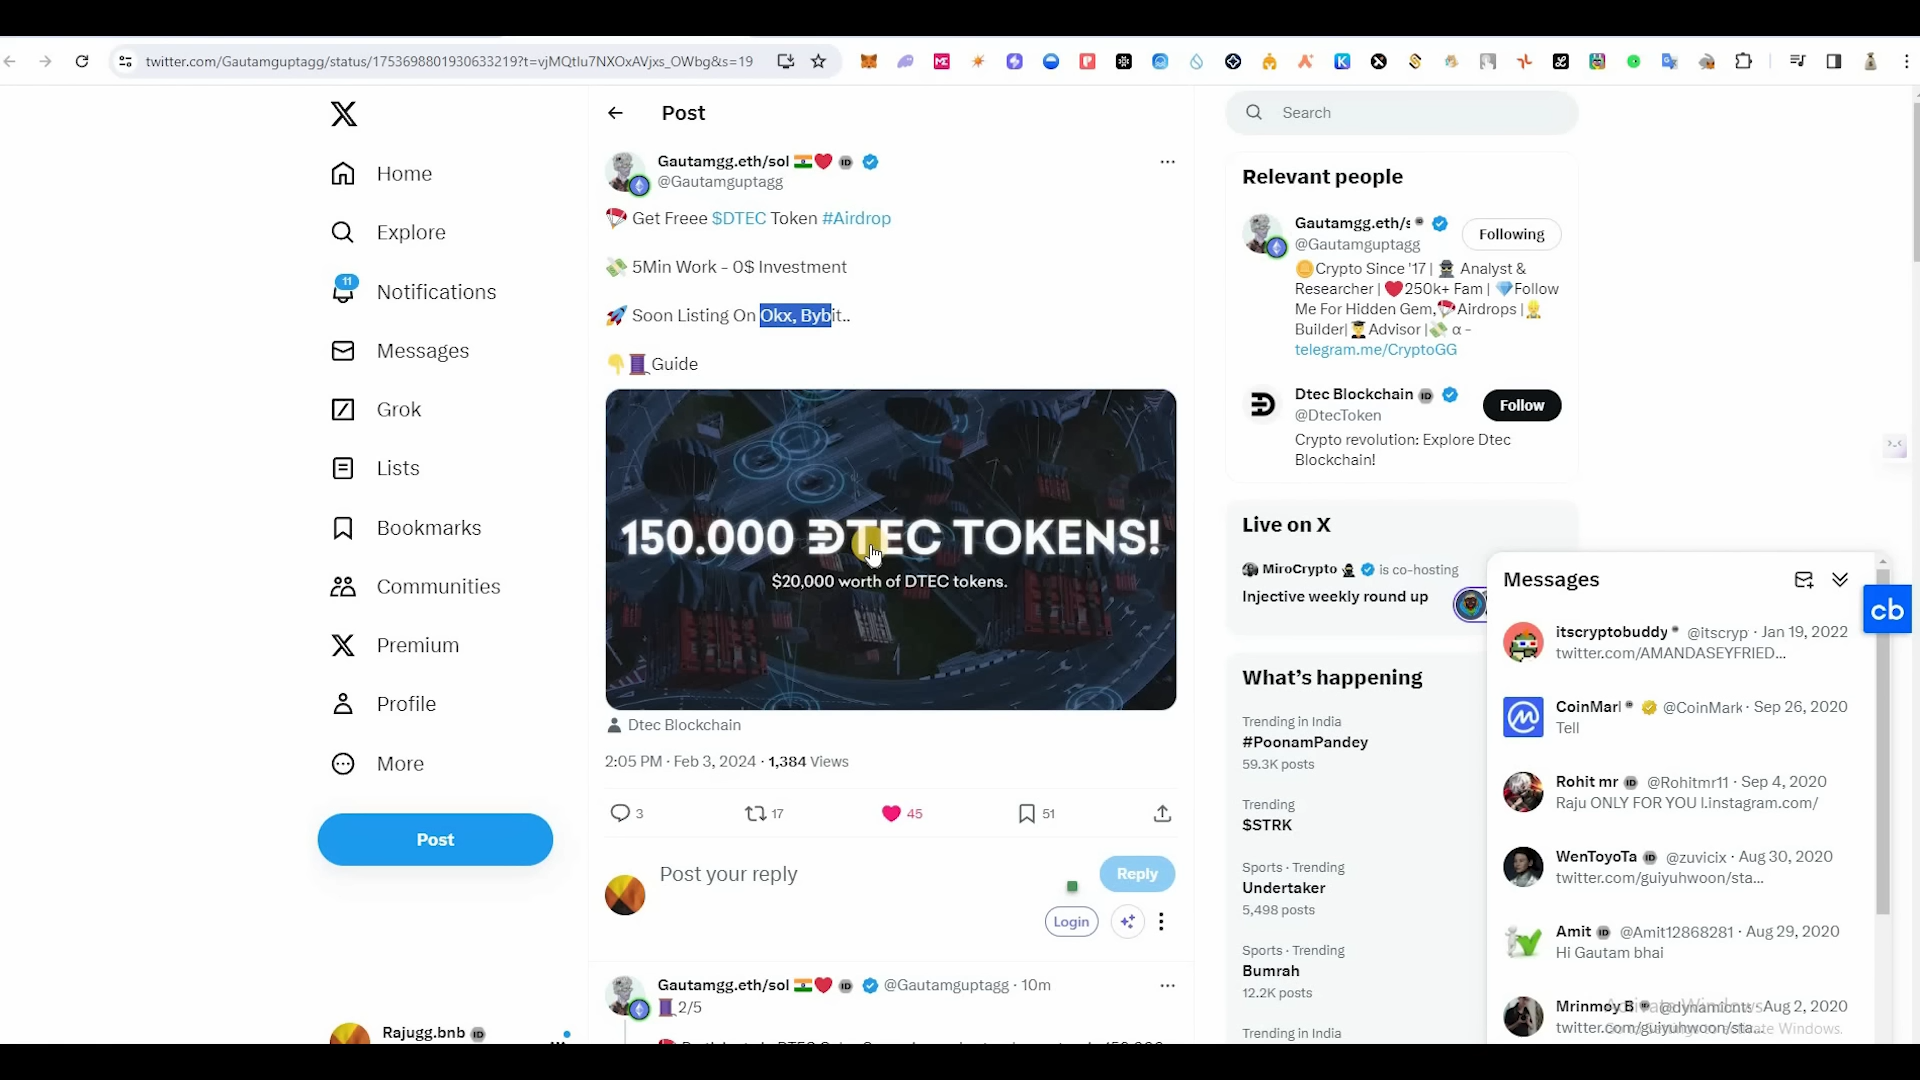 twitter.com/Gautamguptagg/status/1753698801930633219?t=vjMQtIu7NXOxAVjxs_OWbg&s=19
Home
Explore
11
Notifications
Messages
Grok
Lists
Bookmarks
Communities
Premium
Profile
More
Post
Rajugg.bnb
Post
Gautamgg.eth/sol
@Gautamguptagg
Get Freee $DTEC Token #Airdrop
5Min Work - 0$ Investment
Soon Listing On Okx, Bybit..
Guide
150.000 DTEC TOKENS!
$20,000 worth of DTEC tokens.
Dtec Blockchain
2:05 PM · Feb 3, 2024 · 1,384 Views
3 17 45 51
Post your reply
Reply
Login
Gautamgg.eth/sol @Gautamguptagg · 10m
2/5
Search
Relevant people
Gautamgg.eth/s
Following
@Gautamguptagg
Crypto Since '17 | Analyst &
Researcher | 250k+ Fam | Follow
Me For Hidden Gem, Airdrops |
Builder| Advisor | α -
telegram.me/CryptoGG
Dtec Blockchain
Follow
@DtecToken
Crypto revolution: Explore Dtec
Blockchain!
Live on X
MiroCrypto is co-hosting
Injective weekly round up
What's happening
Trending in India
#PoonamPandey
59.3K posts
Trending
$STRK
Sports · Trending
Undertaker
5,498 posts
Sports · Trending
Bumrah
12.2K posts
Trending in India
Messages
cb
itscryptobuddy @itscryp · Jan 19, 2022
twitter.com/AMANDASEYFRIED...
CoinMarl @CoinMark · Sep 26, 2020
Tell
Rohit mr @Rohitmr11 · Sep 4, 2020
Raju ONLY FOR YOU l.instagram.com/
WenToyoTa @zuvicix · Aug 30, 2020
twitter.com/guiyuhwoon/sta...
Amit @Amit12868281 · Aug 29, 2020
Hi Gautam bhai
Mrinmoy B @dynamicnts · Aug 2, 2020
twitter.com/guiyuhwoon/sta...
Activate Windows
Go to Settings to activate Windows.